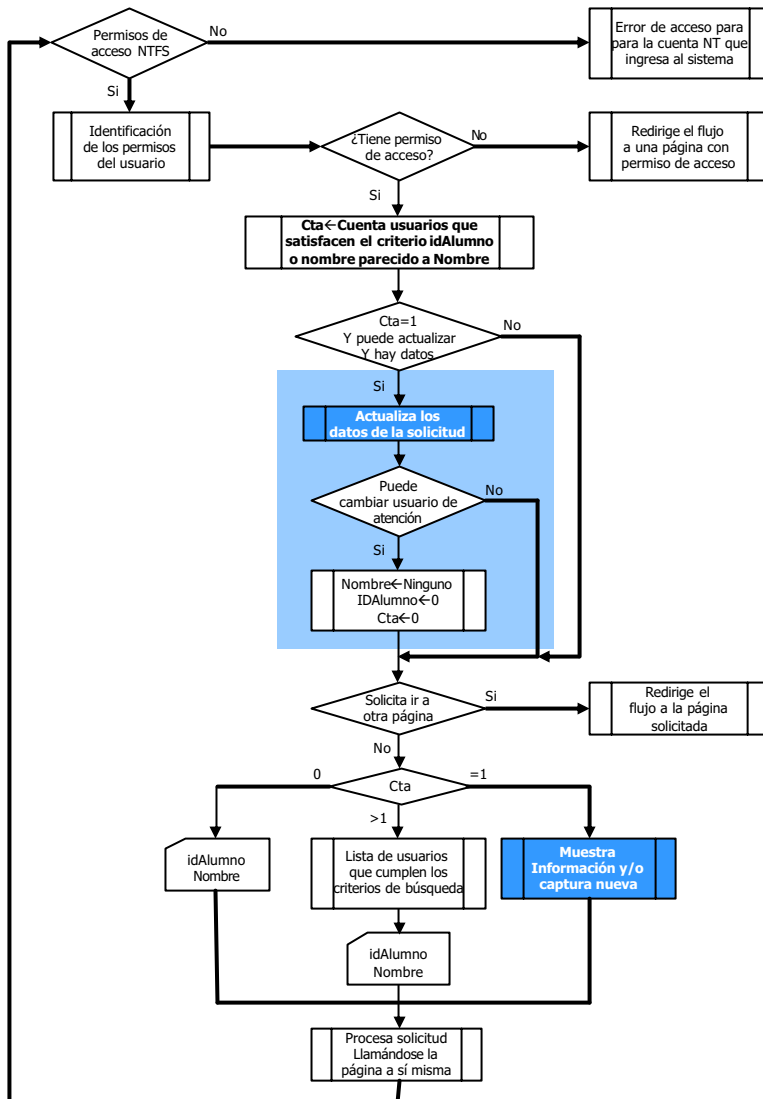 Permisos de
acceso NTFS
No
Error de acceso para
para la cuenta NT que
ingresa al sistema
Si
Identificación
de los permisos
del usuario
¿Tiene permiso
de acceso?
No
Redirige el flujo
a una página con
permiso de acceso
Si
Cta←Cuenta usuarios que
satisfacen el criterio idAlumno
o nombre parecido a Nombre
Cta=1
Y puede actualizar
Y hay datos
No
Si
Actualiza los
datos de la solicitud
Puede
cambiar usuario de
atención
No
Si
Nombre←Ninguno
IDAlumno←0
Cta←0
Solicita ir a
otra página
Si
Redirige el
flujo a la página
solicitada
No
Cta
0
=1
>1
idAlumno
Nombre
Lista de usuarios
que cumplen los
criterios de búsqueda
Muestra
Información y/o
captura nueva
idAlumno
Nombre
Procesa solicitud
Llamándose la
página a sí misma